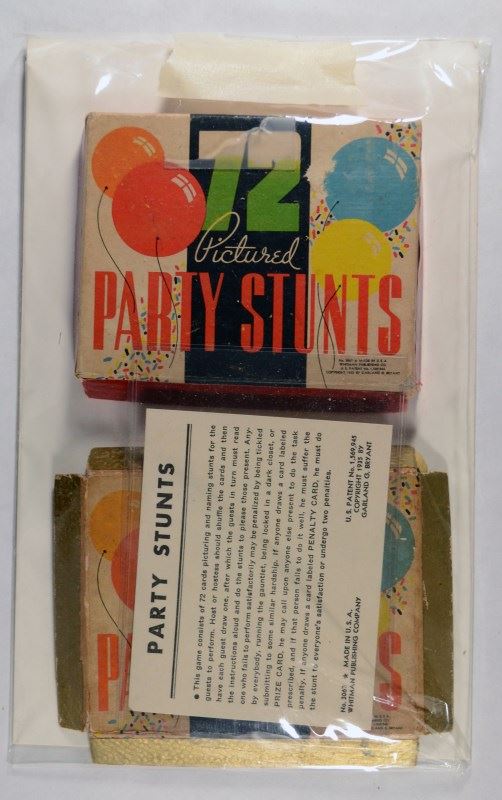 72
Pictured
PARTY STUNTS
MADE IN U.S.A.
WHITMAN PUBLISHING CO.
U.S. PATENT No. 1,569,945
COPYRIGHT 1935 BY GARLAND G. BRYANT
PARTY STUNTS
● This game consists of 72 cards picturing and naming stunts for the
guests to perform. Host or hostess should shuffle the cards and then
have each guest draw one, after which the guests in turn must read
the instructions aloud and do the stunts to please those present. Any-
one who fails to perform satisfactorily may be penalized by being tickled
by everybody, running the gauntlet, being locked in a dark closet, or
submitting to some similar hardship. If anyone draws a card labeled
PRIZE CARD, he may call upon anyone else present to do the task
prescribed, and if that person fails to do it well, he must suffer the
penalty. If anyone draws a card labeled PENALTY CARD, he must do
the stunt to everyone's satisfaction or undergo two penalties.
No. 3061 ★ MADE IN U.S.A.
WHITMAN PUBLISHING COMPANY
U.S. PATENT No. 1,569,945
COPYRIGHT 1935 BY
GARLAND G. BRYANT
P
S